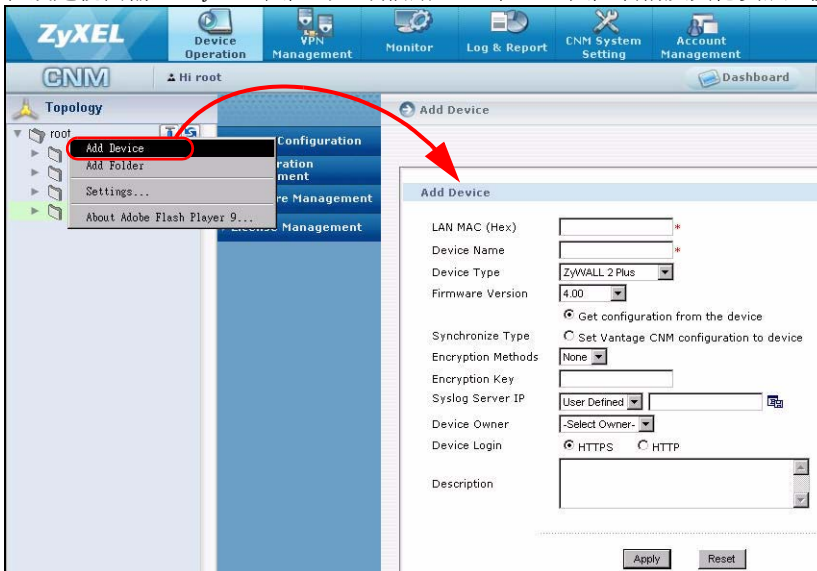 ZyXEL
Device Operation
VPN Management
Monitor
Log & Report
CNM System Setting
Account Management
CNM
Hi root
Dashboard
Topology
Add Device
root
Add Device
Add Folder
Settings...
About Adobe Flash Player 9...
Configuration
Management
License Management
Add Device
LAN MAC (Hex) *
Device Name *
Device Type ZyWALL 2 Plus
Firmware Version 4.00
Get configuration from the device
Synchronize Type Set Vantage CNM configuration to device
Encryption Methods None
Encryption Key
Syslog Server IP User Defined
Device Owner -Select Owner-
Device Login HTTPS HTTP
Description
Apply Reset